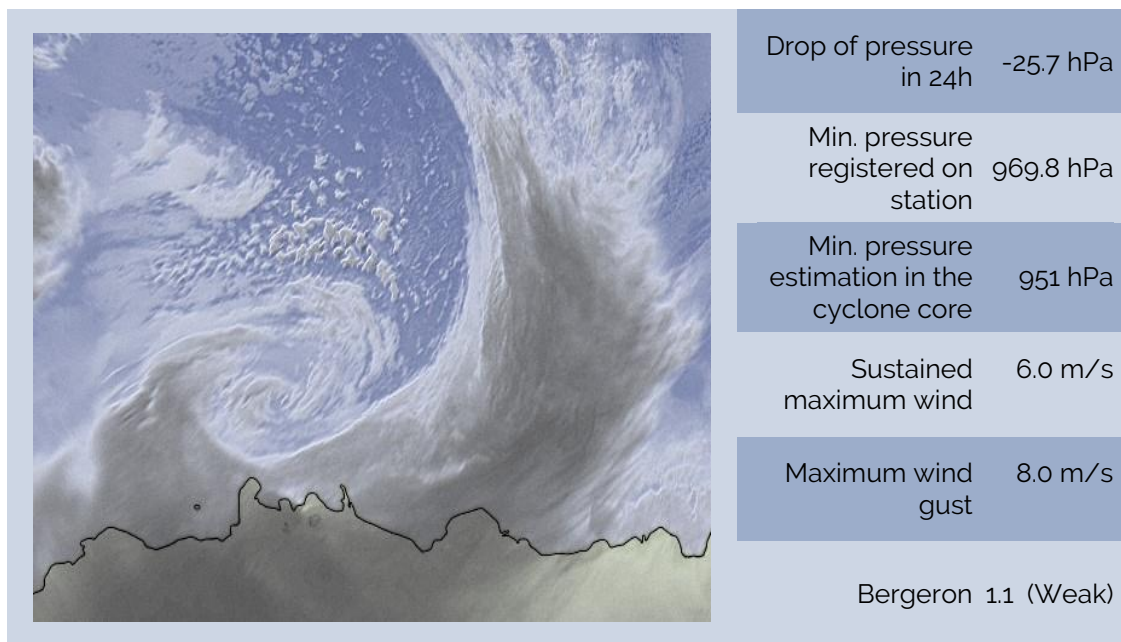 Drop of pressure
in 24h
-25.7 hPa
Min. pressure
registered on
station
969.8 hPa
Min. pressure
estimation in the
cyclone core
951 hPa
Sustained
maximum wind
6.0 m/s
Maximum wind
gust
8.0 m/s
Bergeron 1.1 (Weak)